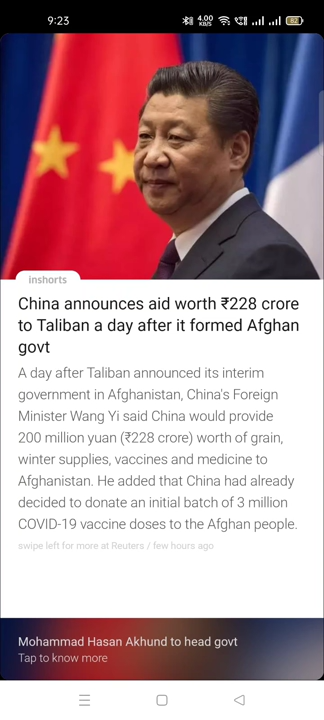 9:23
4.00
KB/S
82
inshorts
China announces aid worth ₹228 crore
to Taliban a day after it formed Afghan
govt
A day after Taliban announced its interim
government in Afghanistan, China's Foreign
Minister Wang Yi said China would provide
200 million yuan (₹228 crore) worth of grain,
winter supplies, vaccines and medicine to
Afghanistan. He added that China had already
decided to donate an initial batch of 3 million
COVID-19 vaccine doses to the Afghan people.
swipe left for more at Reuters / few hours ago
Mohammad Hasan Akhund to head govt
Tap to know more